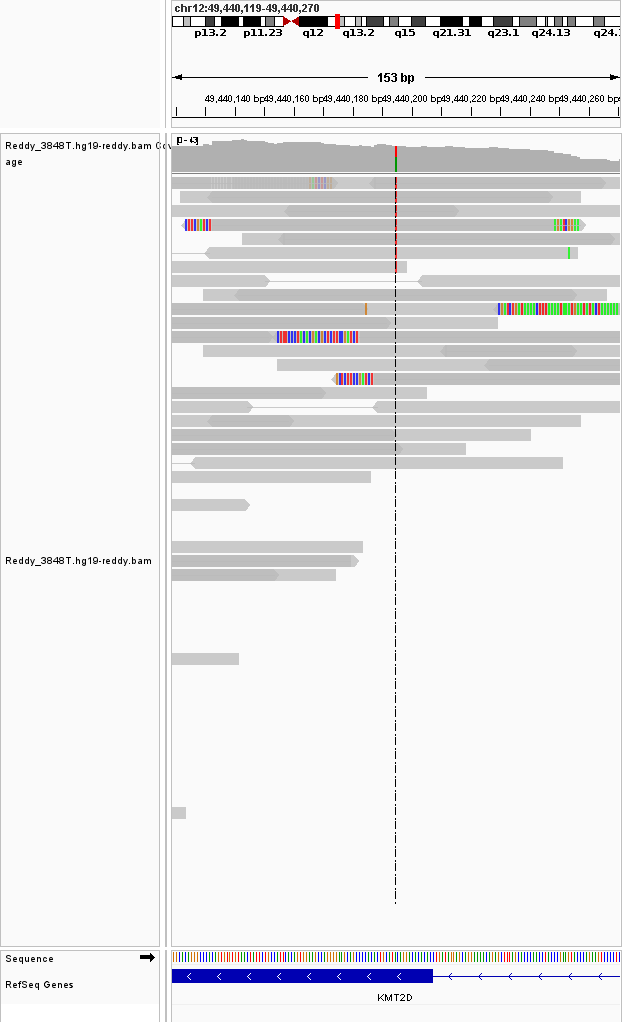 chr12:49,440,119-49,440,270
p13.2 p11.23 q12 q13.2 q15 q21.31 q23.1 q24.13 q24.
153 bp
49,440,140 bp 49,440,160 bp 49,440,180 bp 49,440,200 bp 49,440,220 bp 49,440,240 bp 49,440,260 bp
Reddy_3848T.hg19-reddy.bam Cov
age
Reddy_3848T.hg19-reddy.bam
Sequence
RefSeq Genes
KMT2D